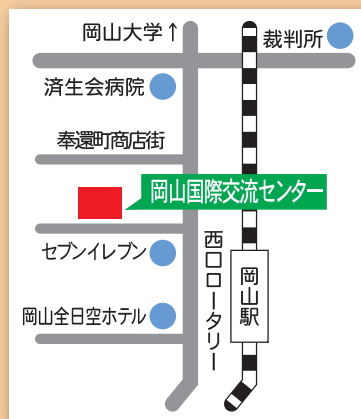 岡山大学↑
裁判所
済生会病院
奉還町商店街
岡山国際交流センター
セブンイレブン
西口ロータリー
岡山駅
岡山全日空ホテル